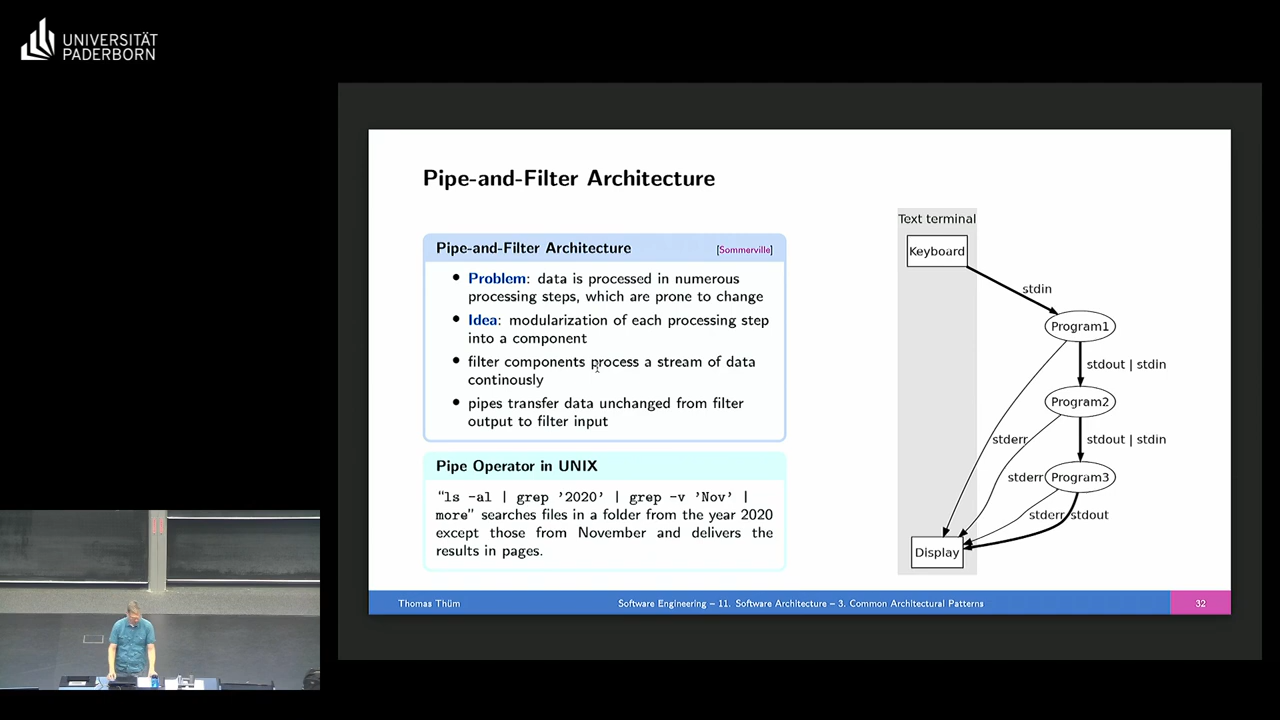 UNIVERSITÄT
PADERBORN
Pipe-and-Filter Architecture
Pipe-and-Filter Architecture [Sommerville]
• Problem: data is processed in numerous
processing steps, which are prone to change
• Idea: modularization of each processing step
into a component
• filter components process a stream of data
continously
• pipes transfer data unchanged from filter
output to filter input
Pipe Operator in UNIX
"ls -al | grep '2020' | grep -v 'Nov' |
more" searches files in a folder from the year 2020
except those from November and delivers the
results in pages.
Text terminal
Keyboard
stdin
Program1
stdout | stdin
Program2
stderr
stdout | stdin
stderr
Program3
stderr
stdout
Display
Thomas Thüm
Software Engineering – 11. Software Architecture – 3. Common Architectural Patterns
32